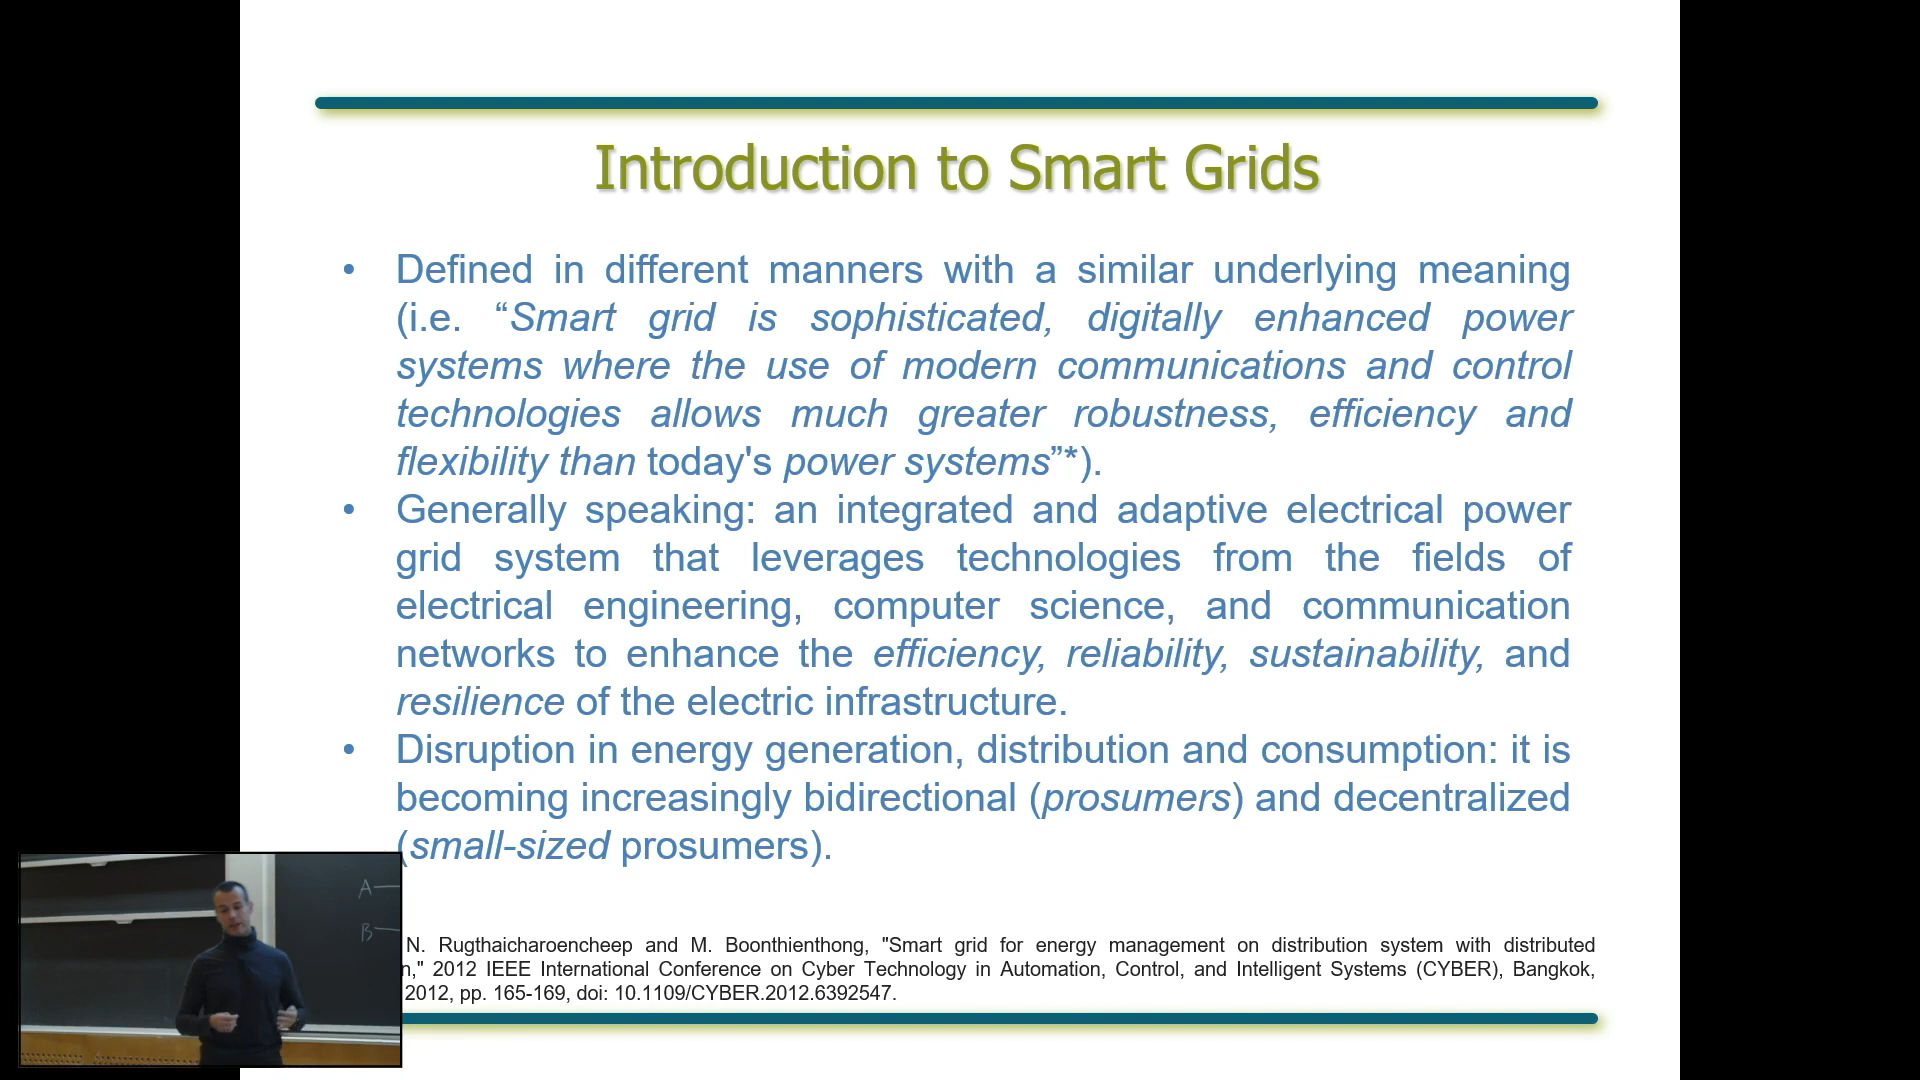 Introduction to Smart Grids
• Defined in different manners with a similar underlying meaning
(i.e. “Smart grid is sophisticated, digitally enhanced power
systems where the use of modern communications and control
technologies allows much greater robustness, efficiency and
flexibility than today's power systems”*).
• Generally speaking: an integrated and adaptive electrical power
grid system that leverages technologies from the fields of
electrical engineering, computer science, and communication
networks to enhance the efficiency, reliability, sustainability, and
resilience of the electric infrastructure.
• Disruption in energy generation, distribution and consumption: it is
becoming increasingly bidirectional (prosumers) and decentralized
(small-sized prosumers).
A
B
N. Rugthaicharoencheep and M. Boonthienthong, "Smart grid for energy management on distribution system with distributed
n," 2012 IEEE International Conference on Cyber Technology in Automation, Control, and Intelligent Systems (CYBER), Bangkok,
2012, pp. 165-169, doi: 10.1109/CYBER.2012.6392547.